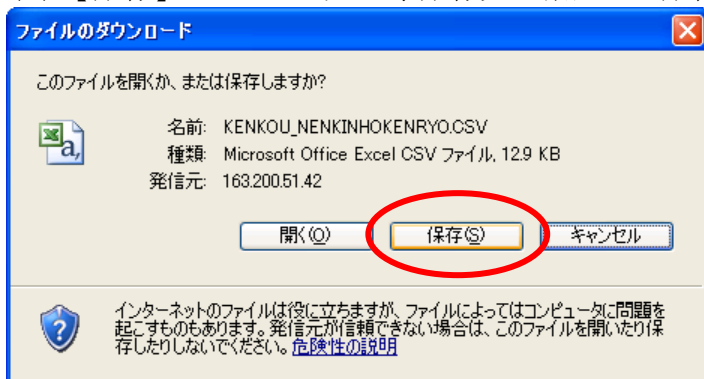 ファイルのダウンロード
このファイルを開くか、または保存しますか?
名前: KENKOU_NENKINHOKENRYO.CSV
種類: Microsoft Office Excel CSV ファイル, 12.9 KB
発信元: 163.200.51.42
開く(O) 保存(S) キャンセル
インターネットのファイルは役に立ちますが、ファイルによってはコンピュータに問題を
起こすものもあります。発信元が信頼できない場合は、このファイルを開いたり保
存したりしないでください。危険性の説明